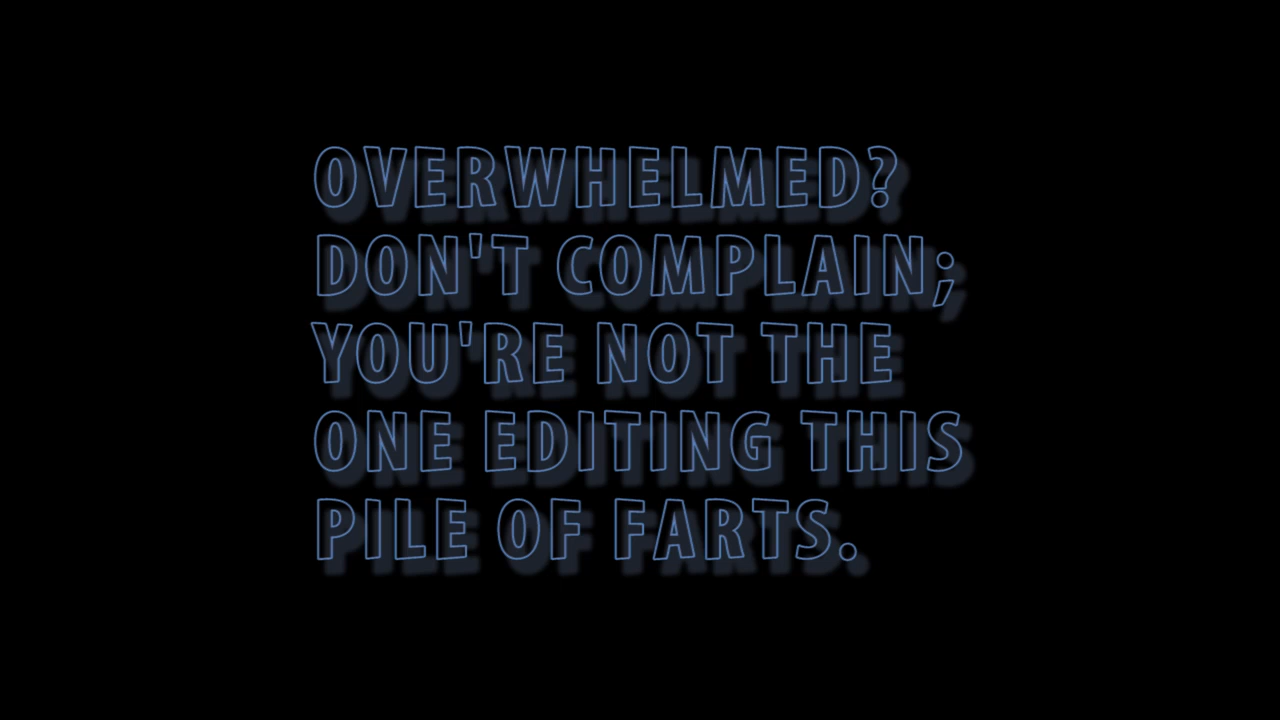 OVERWHELMED?
DON'T COMPLAIN;
YOU'RE NOT THE
ONE EDITING THIS
PILE OF FARTS.